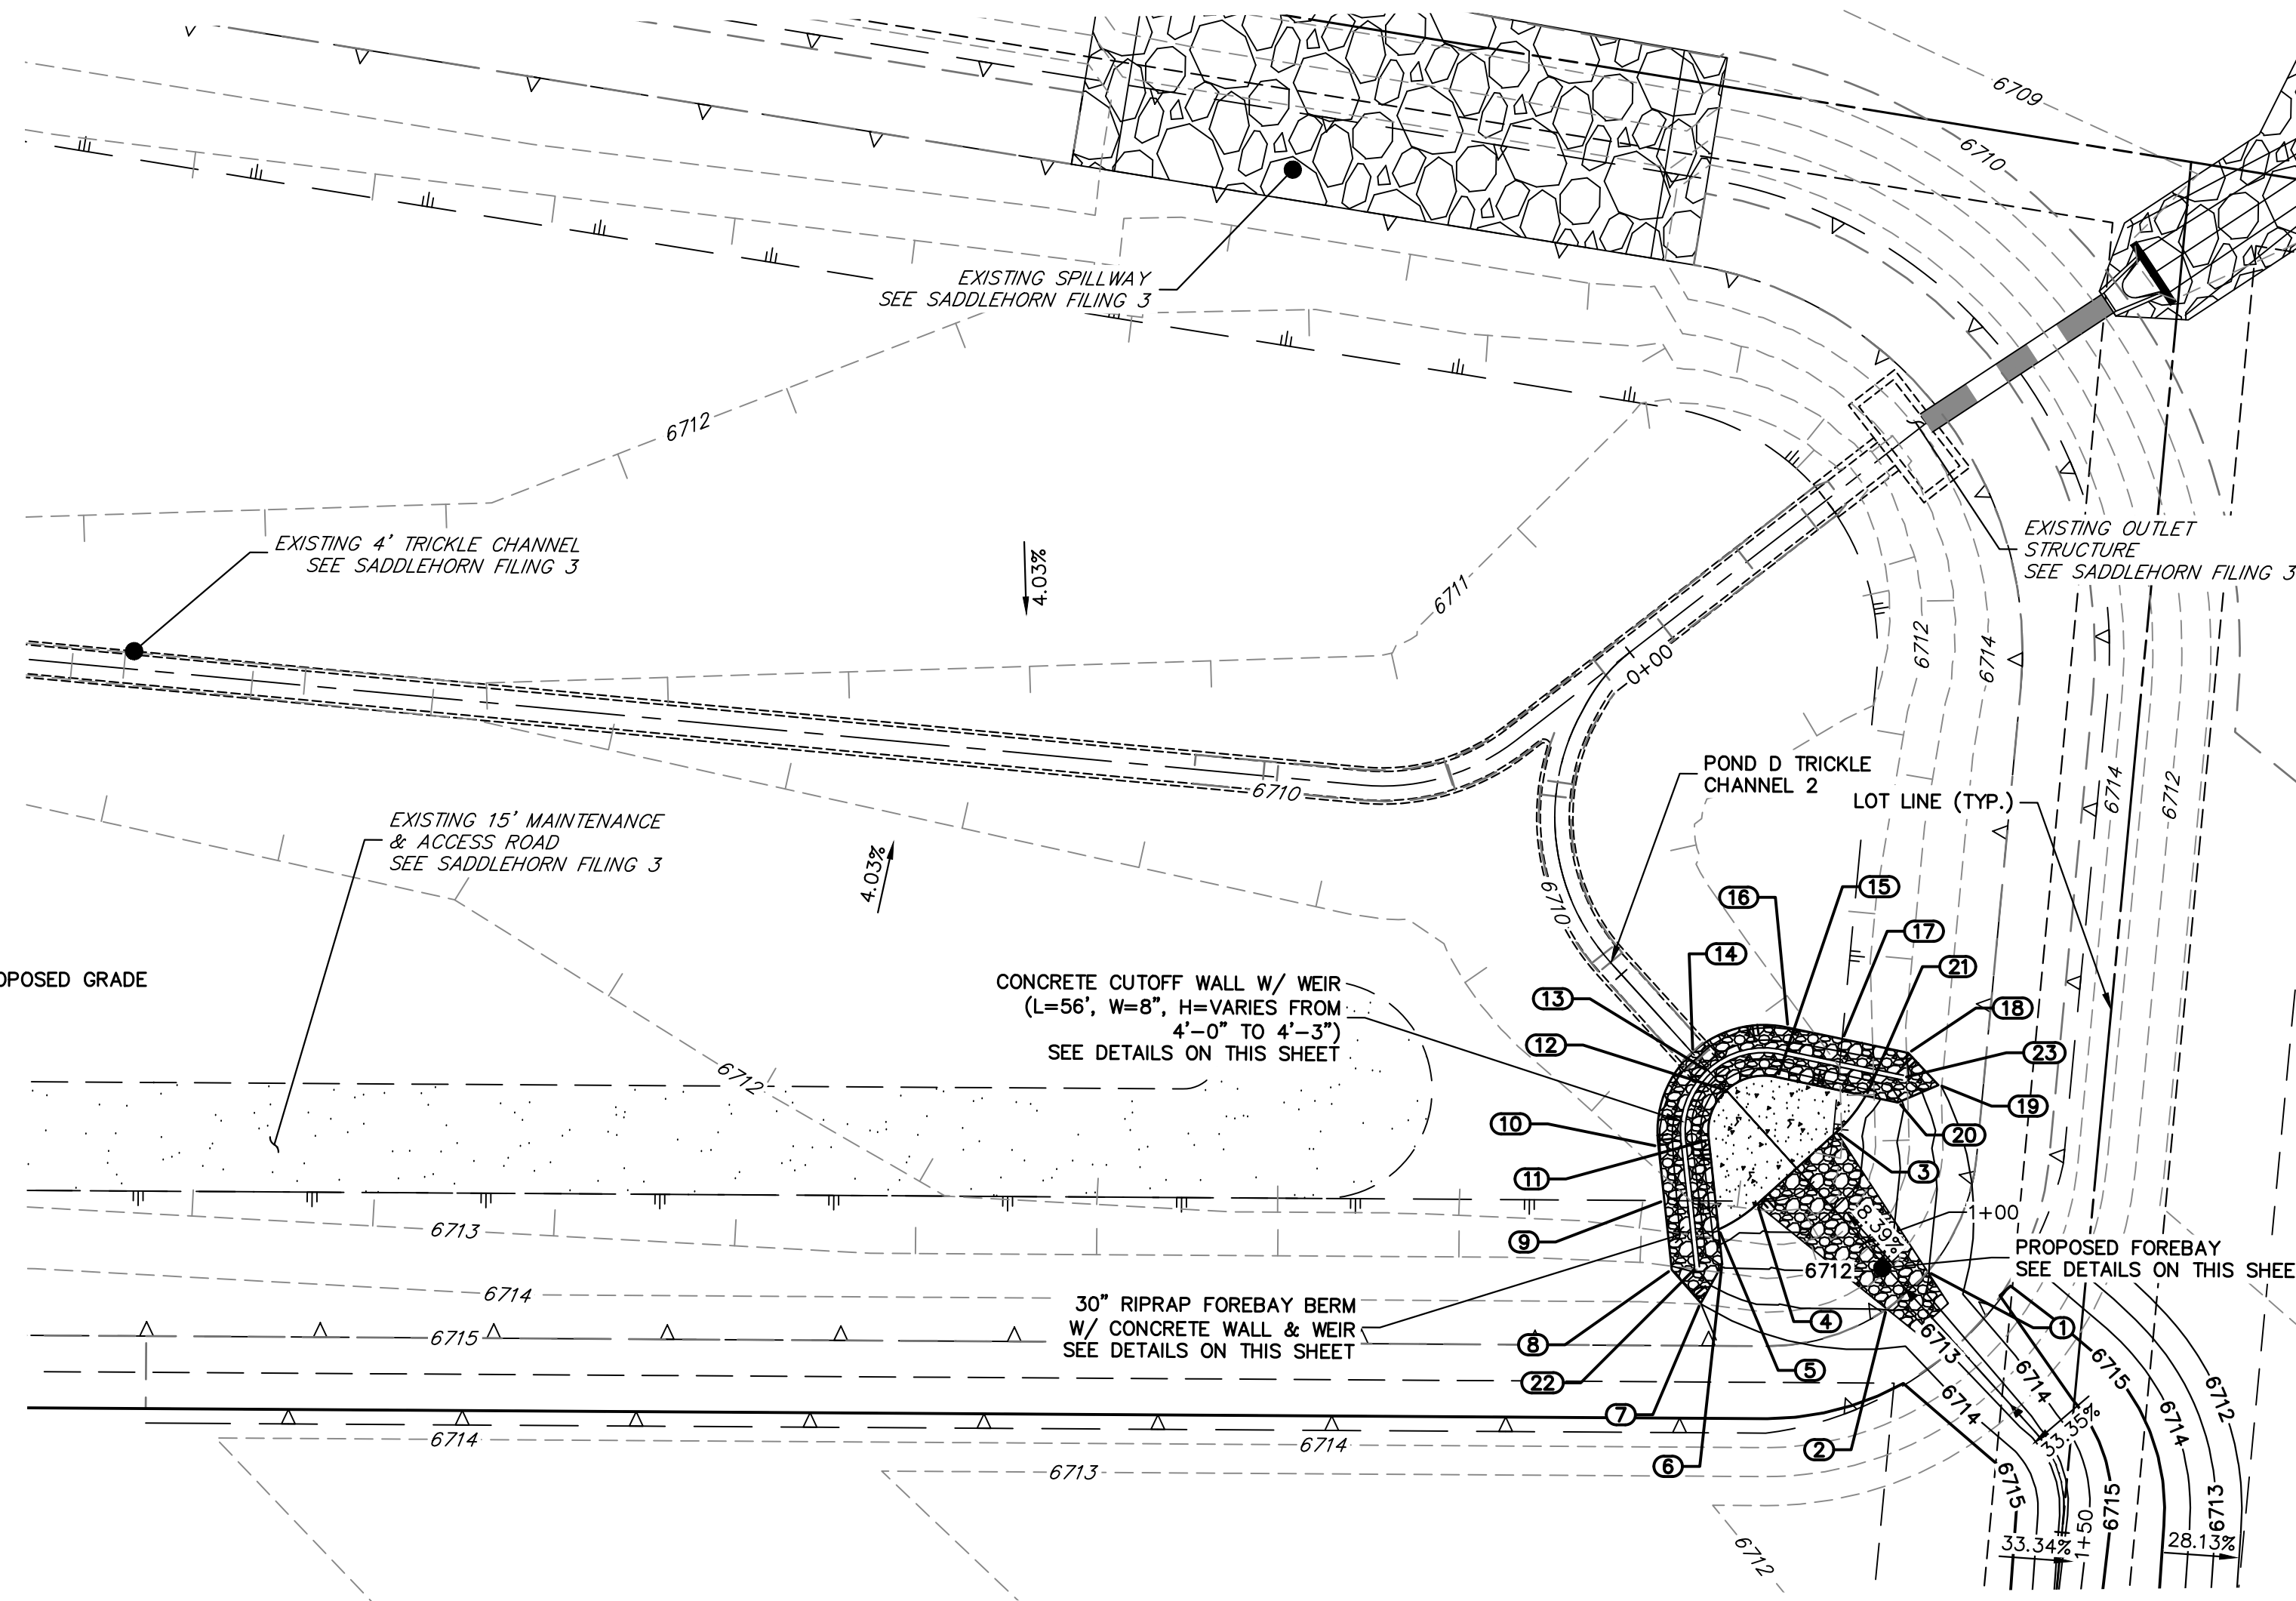 6709
6710
EXISTING SPILLWAY
SEE SADDLEHORN FILING 3
6712
EXISTING OUTLET
STRUCTURE
SEE SADDLEHORN FILING 3
EXISTING 4' TRICKLE CHANNEL
SEE SADDLEHORN FILING 3
4.03%
6711
6712
6714
0+00
POND D TRICKLE
CHANNEL 2
LOT LINE (TYP.)
6714
6712
6710
EXISTING 15' MAINTENANCE
& ACCESS ROAD
SEE SADDLEHORN FILING 3
4.03%
6710
16
15
17
14
21
OPOSED GRADE
CONCRETE CUTOFF WALL W/ WEIR
(L=56', W=8", H=VARIES FROM
4'-0" TO 4'-3")
SEE DETAILS ON THIS SHEET
13
18
12
23
6712
19
10
20
11
3
9
8.39%
1+00
6713
6712
PROPOSED FOREBAY
SEE DETAILS ON THIS SHEE
6714
30" RIPRAP FOREBAY BERM
W/ CONCRETE WALL & WEIR
SEE DETAILS ON THIS SHEET
4
1
6715
8
6713
5
22
6714
6715
6712
7
6714
6714
33.35%
6714
6714
2
6713
6
6715
6715
6713
1+50
6712
33.34%
28.13%